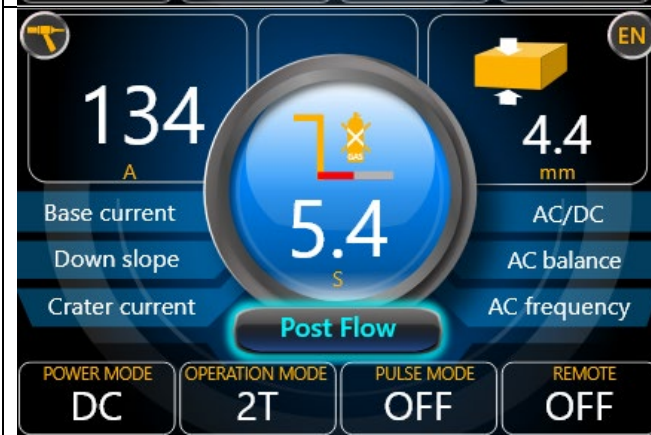 EN
134
A
GAS
5.4
S
4.4
mm
Base current
AC/DC
Down slope
AC balance
Crater current
AC frequency
Post Flow
POWER MODE
DC
OPERATION MODE
2T
PULSE MODE
OFF
REMOTE
OFF